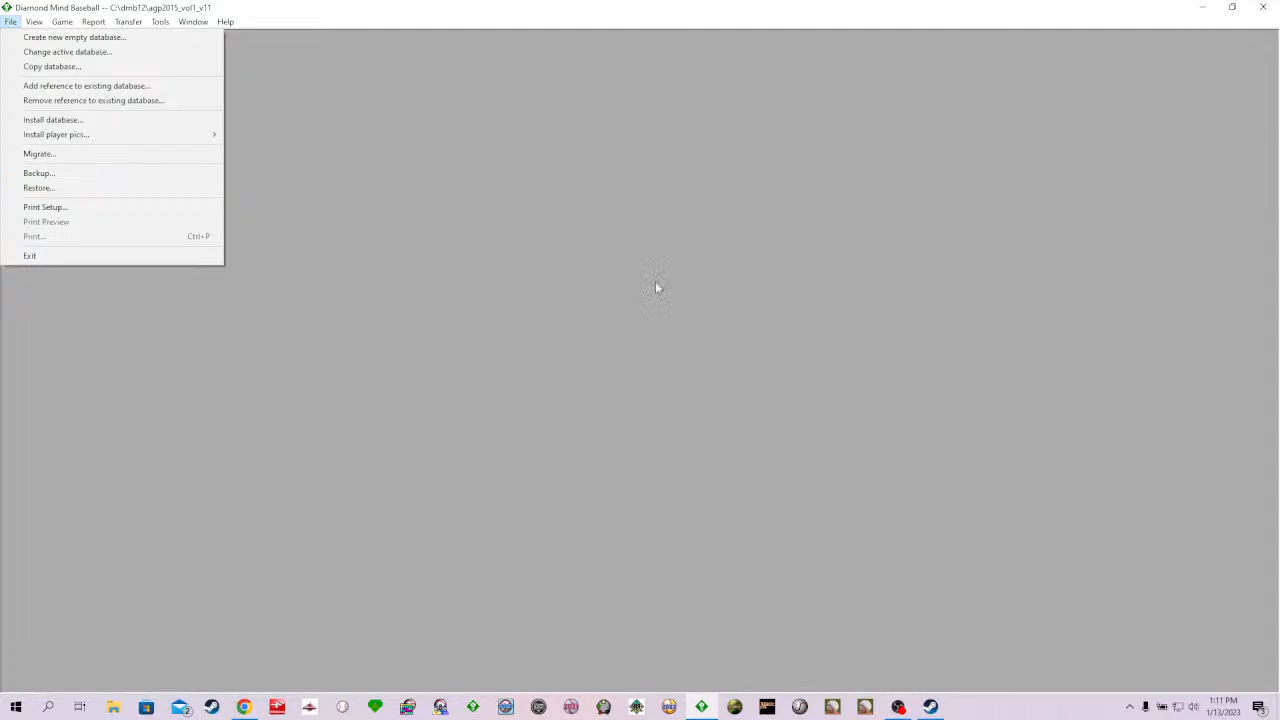 Diamond Mind Baseball -- C:\dmb12\agp2015_vol1_v11
File View Game Report Transfer Tools Window Help
Create new empty database...
Change active database...
Copy database...
Add reference to existing database...
Remove reference to existing database...
Install database...
Install player pics...
Migrate...
Backup...
Restore...
Print Setup...
Print Preview
Print... Ctrl+P
Exit
1:11 PM
1/13/2023